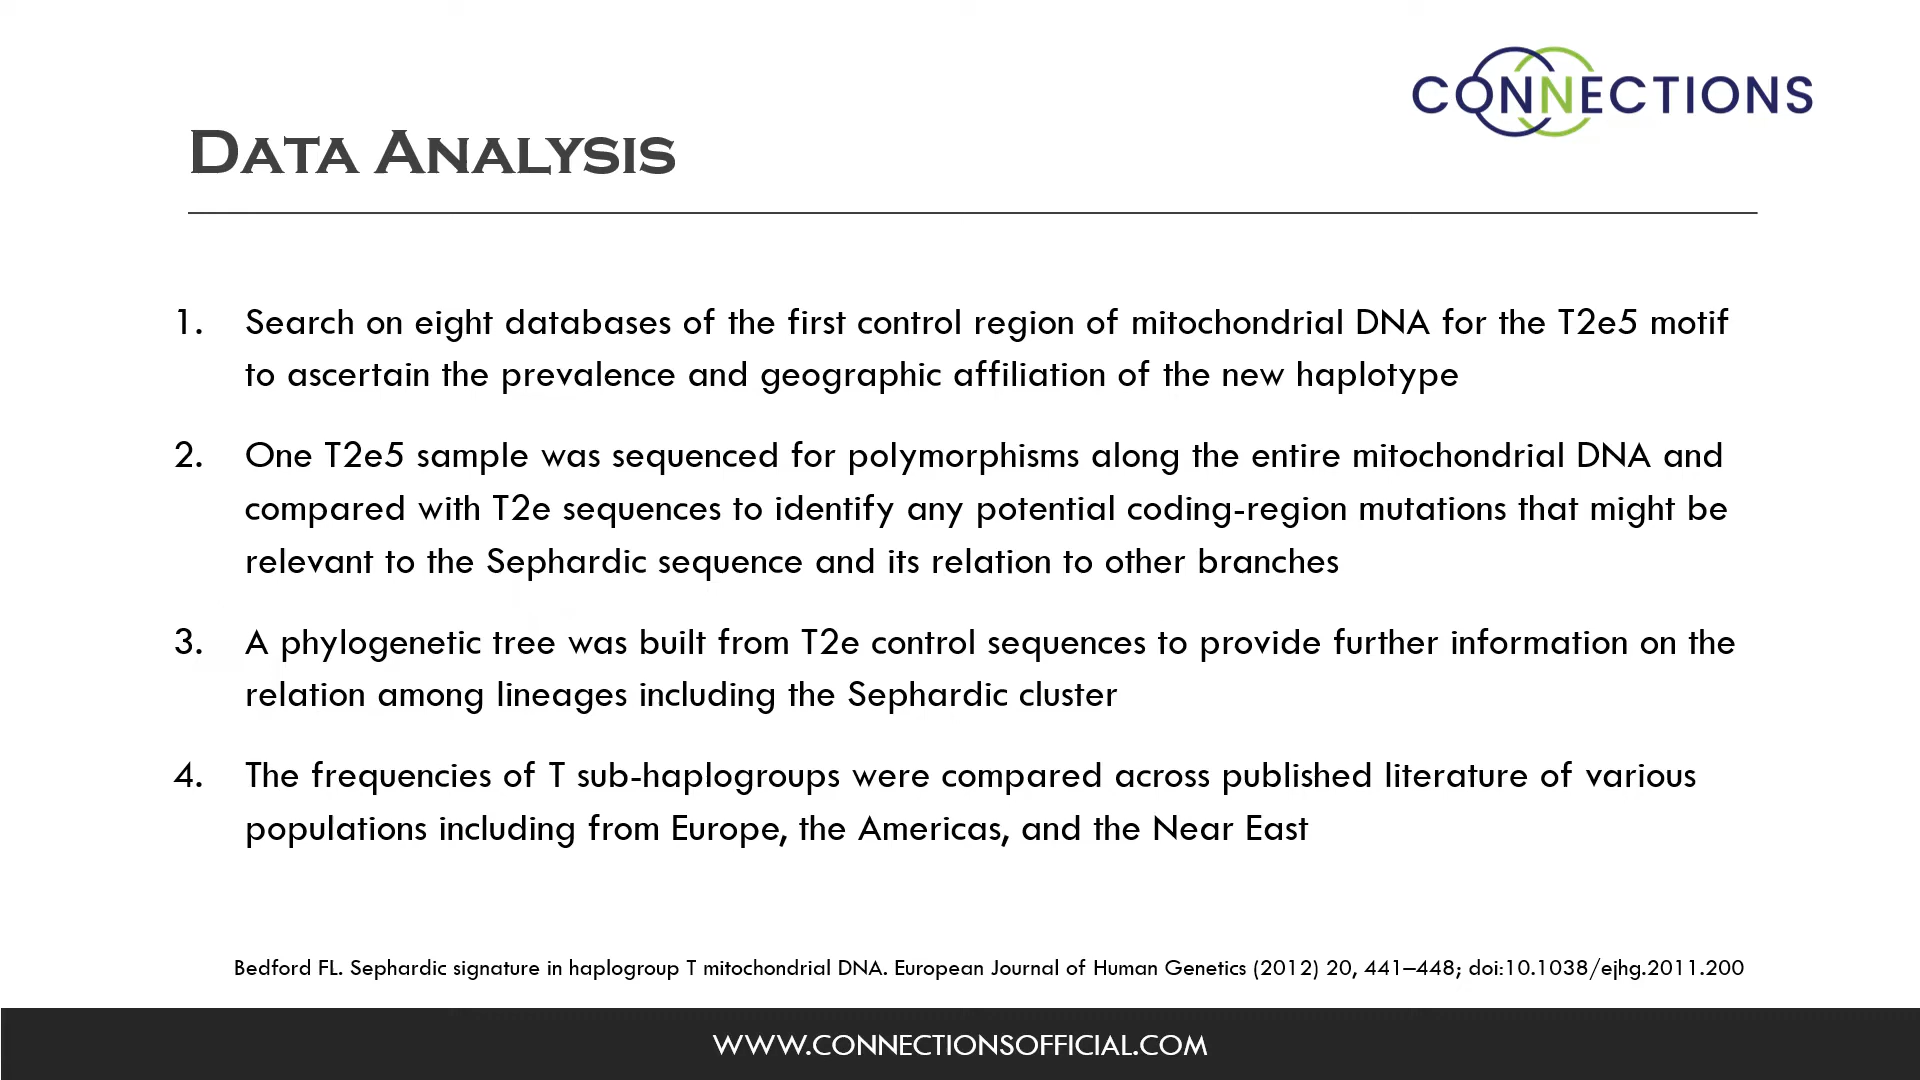 CONNECTIONS
DATA ANALYSIS
1. Search on eight databases of the first control region of mitochondrial DNA for the T2e5 motif
to ascertain the prevalence and geographic affiliation of the new haplotype
2. One T2e5 sample was sequenced for polymorphisms along the entire mitochondrial DNA and
compared with T2e sequences to identify any potential coding-region mutations that might be
relevant to the Sephardic sequence and its relation to other branches
3. A phylogenetic tree was built from T2e control sequences to provide further information on the
relation among lineages including the Sephardic cluster
4. The frequencies of T sub-haplogroups were compared across published literature of various
populations including from Europe, the Americas, and the Near East
Bedford FL. Sephardic signature in haplogroup T mitochondrial DNA. European Journal of Human Genetics (2012) 20, 441–448; doi:10.1038/ejhg.2011.200
WWW.CONNECTIONSOFFICIAL.COM